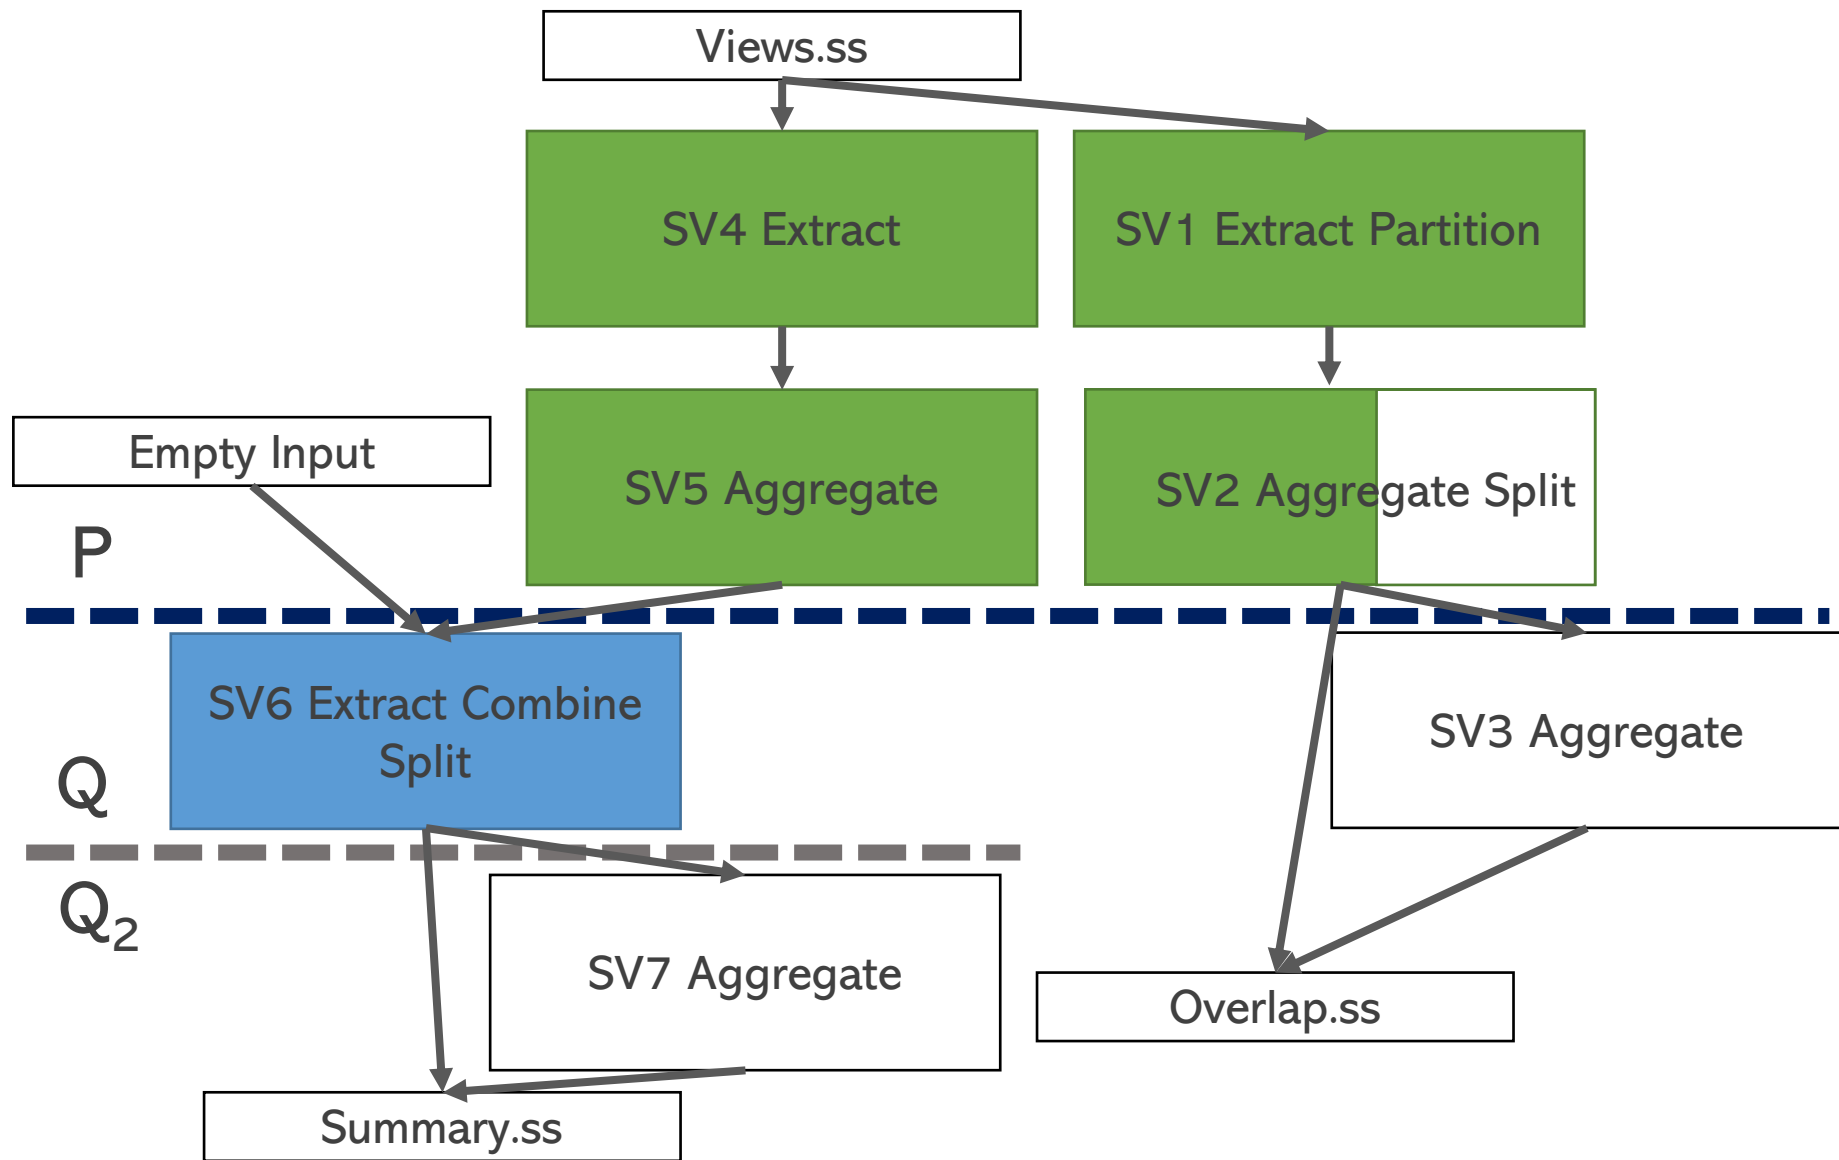 Views.ss
SV4 Extract
SV1 Extract Partition
Empty Input
SV5 Aggregate
SV2 Aggregate Split
P
SV6 Extract Combine
Split
SV3 Aggregate
Q
Q₂
SV7 Aggregate
Overlap.ss
Summary.ss